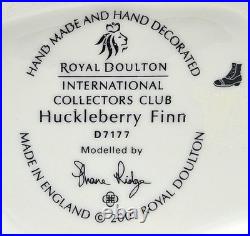 HAND MADE AND HAND DECORATED
ROYAL DOULTON
INTERNATIONAL
COLLECTORS CLUB
Huckleberry Finn
D7177
Modelled by
Shane Ridge
MADE IN ENGLAND © 2001 ROYAL DOULTON